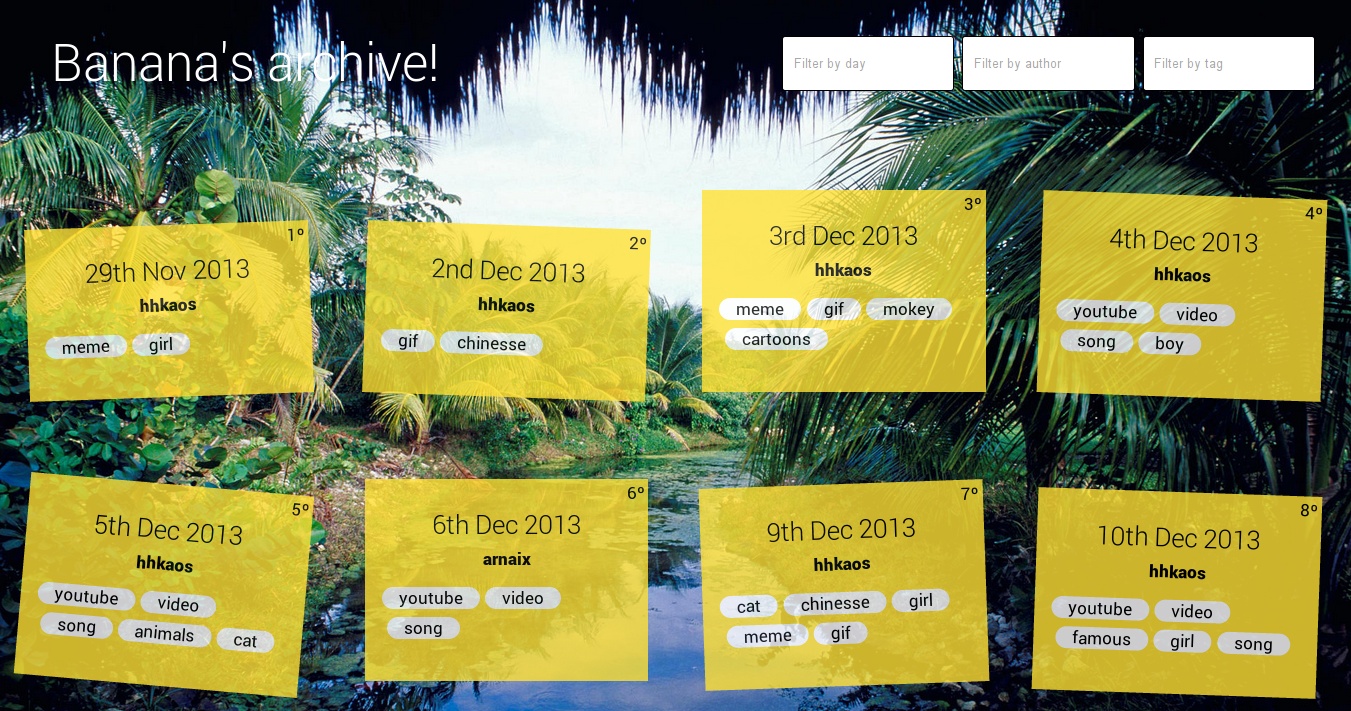 Banana's archive!
Filter by day
Filter by author
Filter by tag
1º
29th Nov 2013
hhkaos
meme girl
2º
2nd Dec 2013
hhkaos
gif chinesse
3º
3rd Dec 2013
hhkaos
meme gif mokey
cartoons
4º
4th Dec 2013
hhkaos
youtube video
song boy
5º
5th Dec 2013
hhkaos
youtube video
song animals cat
6º
6th Dec 2013
arnaix
youtube video
song
7º
9th Dec 2013
hhkaos
cat chinesse girl
meme gif
8º
10th Dec 2013
hhkaos
youtube video
famous girl song